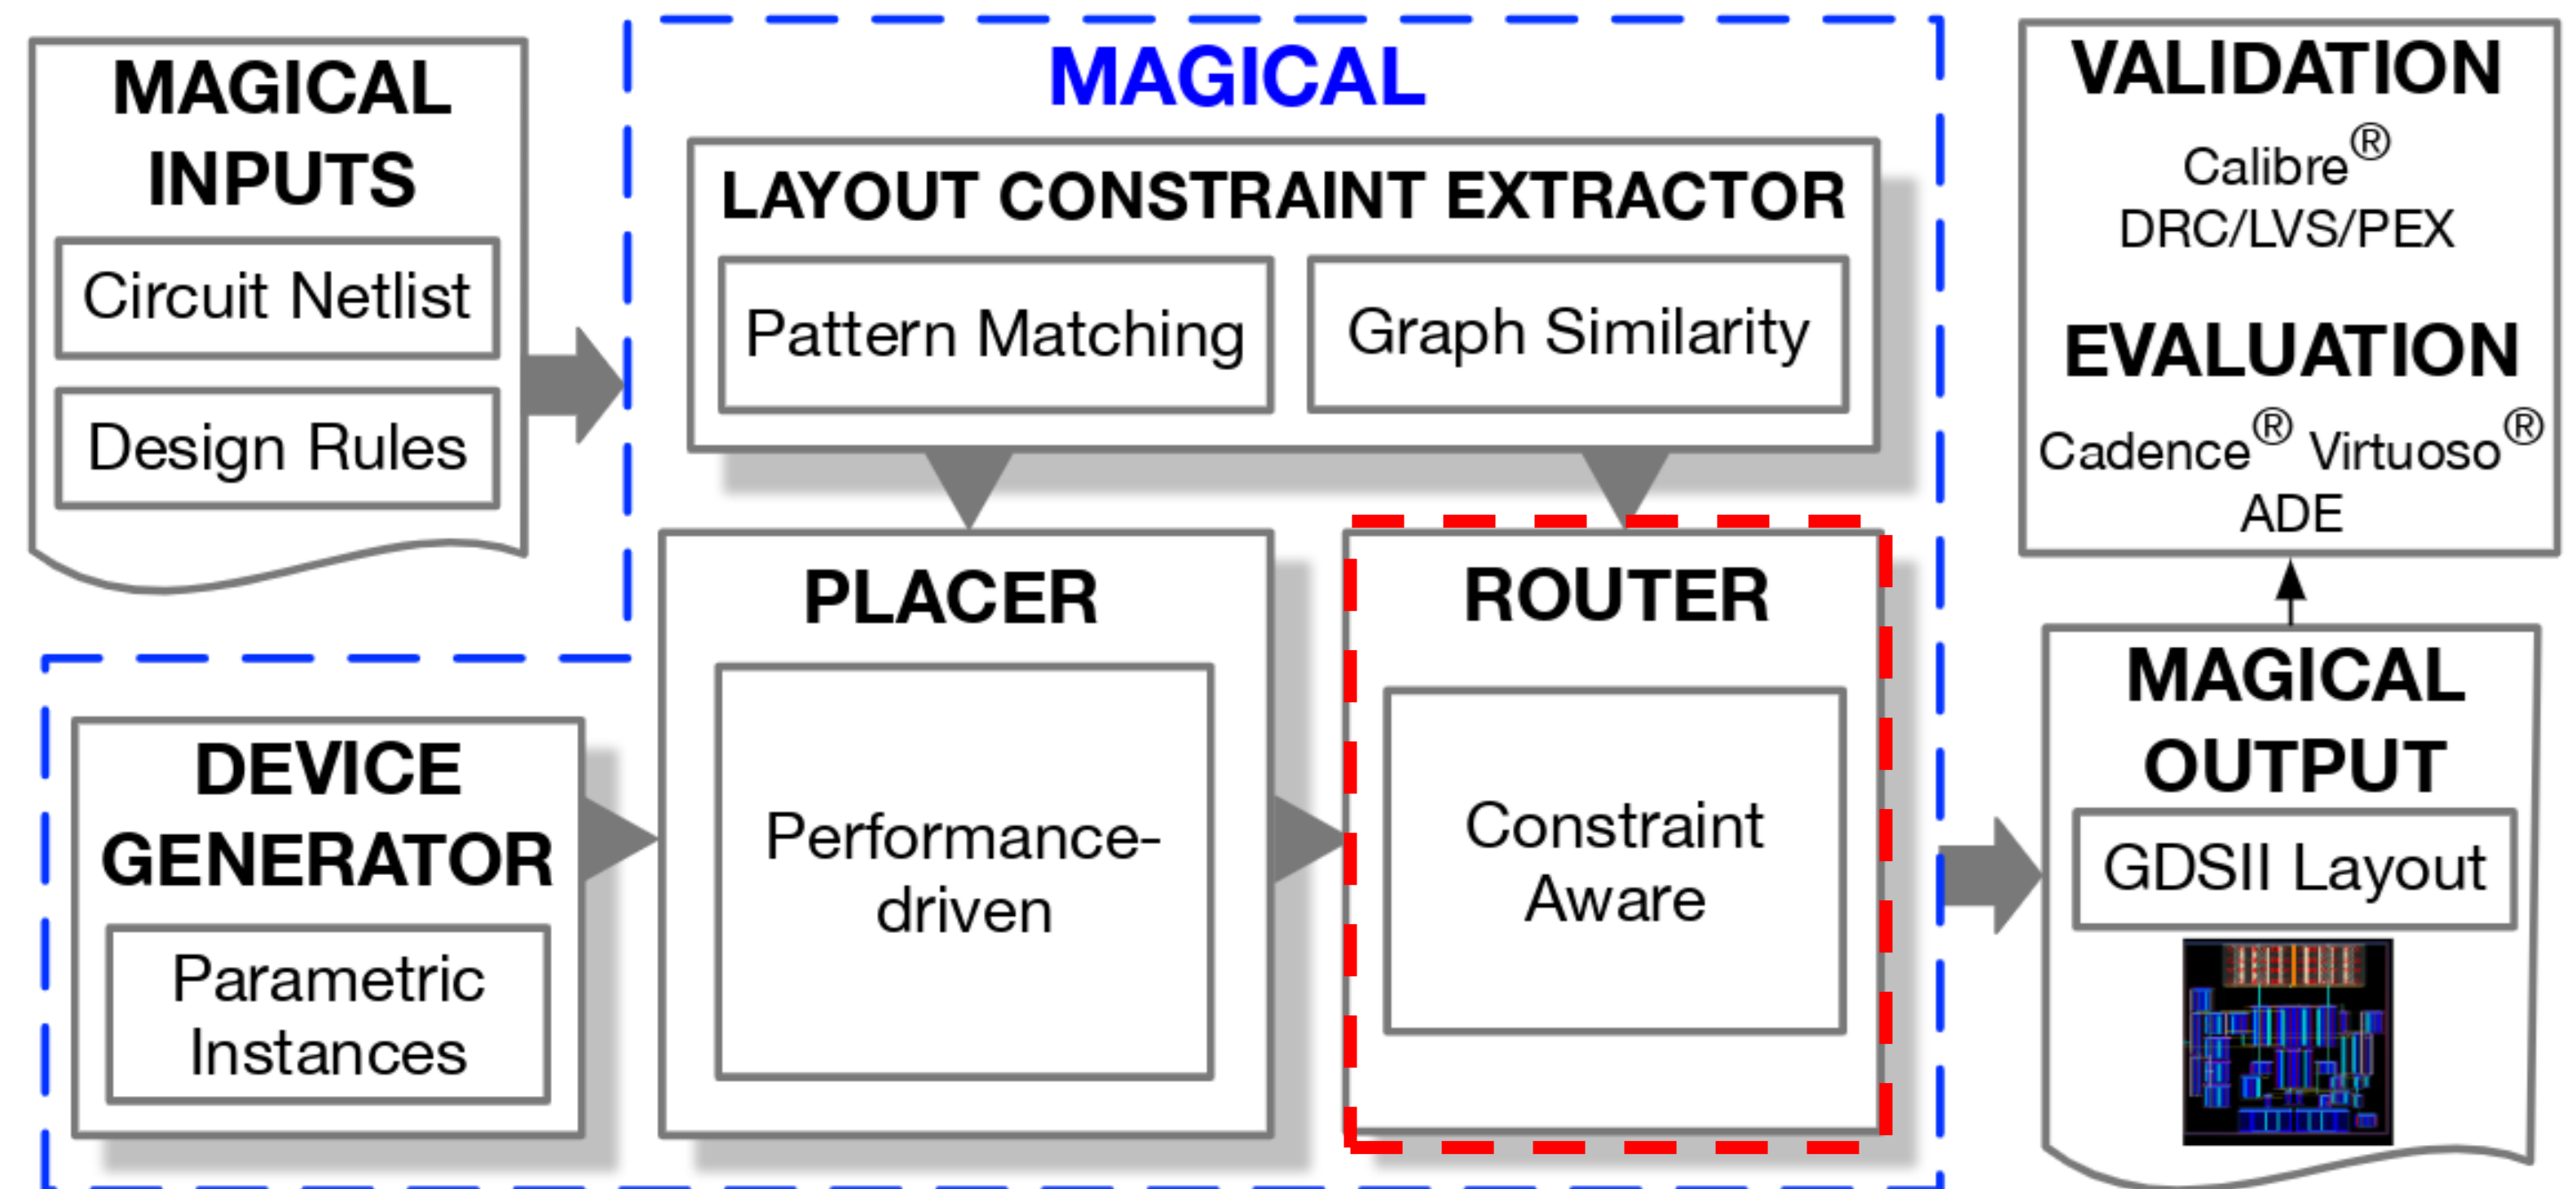 MAGICAL
INPUTS
Circuit Netlist
Design Rules
MAGICAL
LAYOUT CONSTRAINT EXTRACTOR
Pattern Matching
Graph Similarity
DEVICE
GENERATOR
Parametric
Instances
PLACER
Performance-
driven
ROUTER
Constraint
Aware
VALIDATION
Calibre®
DRC/LVS/PEX
EVALUATION
Cadence® Virtuoso®
ADE
MAGICAL
OUTPUT
GDSII Layout